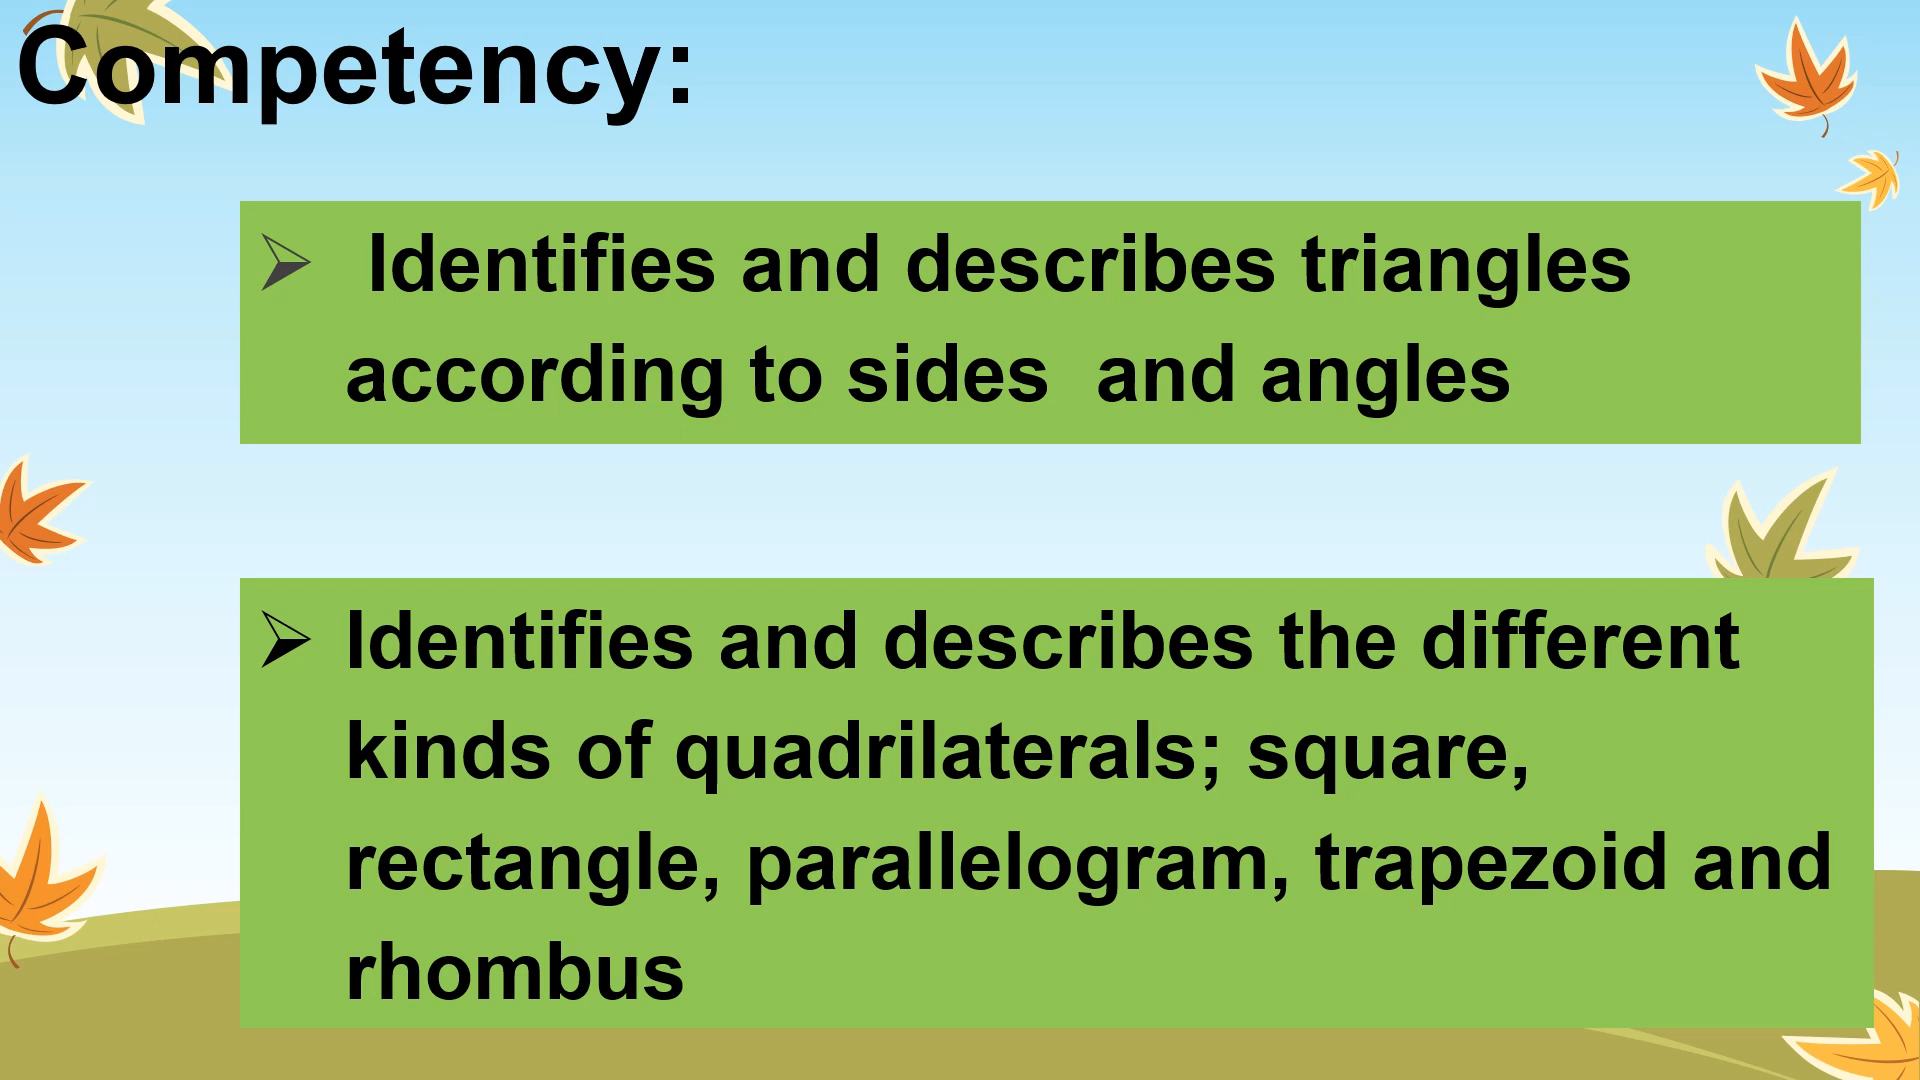 Competency:
➢ Identifies and describes triangles
according to sides and angles
➢ Identifies and describes the different
kinds of quadrilaterals; square,
rectangle, parallelogram, trapezoid and
rhombus